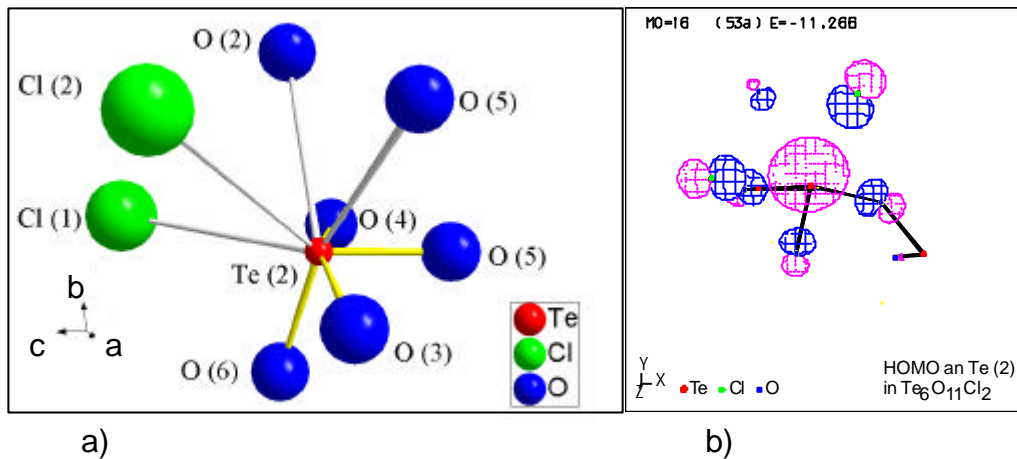 O (2)
Cl (2)
O (5)
Cl (1)
O (4)
O (5)
Te (2)
b
c
a
O (3)
O (6)
Te
Cl
O
a)
MO=16 (53a) E=-11.266
Y
Z X
Te Cl O
HOMO an Te (2)
in Te6O11Cl2
b)